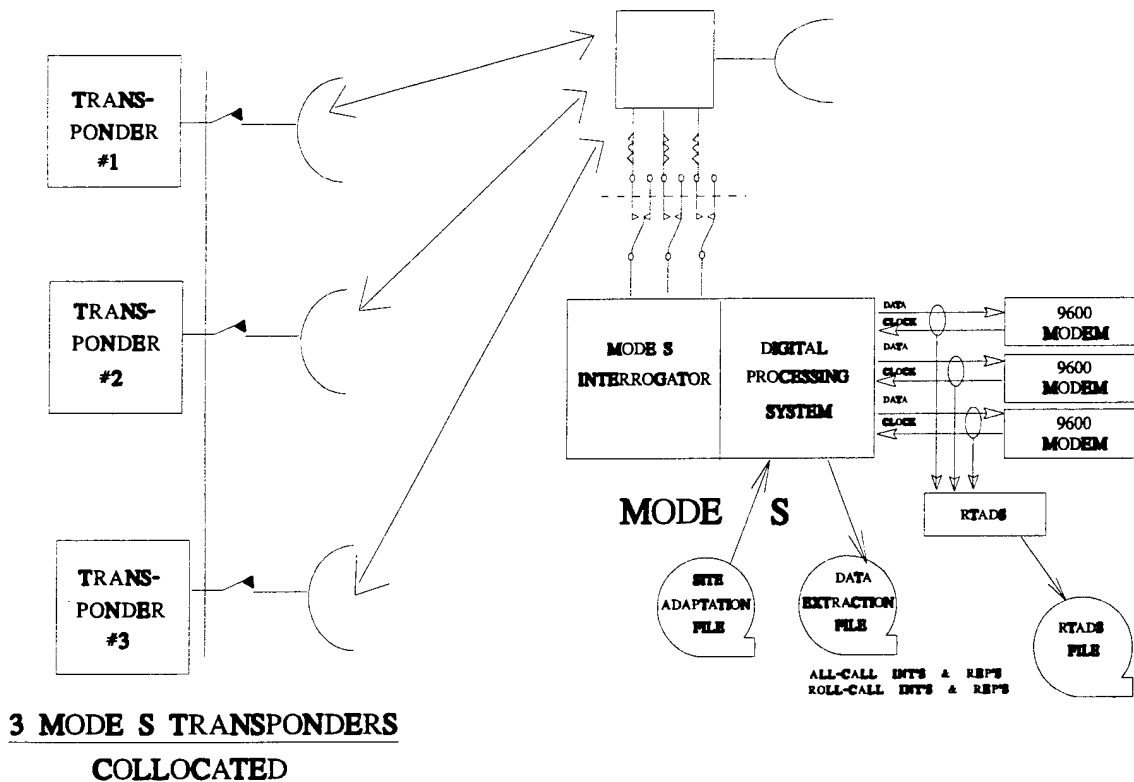 TRANS-
PONDER
#1
TRANS-
PONDER
#2
TRANS-
PONDER
#3
3 MODE S TRANSPONDERS
COLLOCATED
MODE S
INTERROGATOR
DIGITAL
PROCESSING
SYSTEM
DATA
CLOCK
DATA
CLOCK
DATA
CLOCK
9600
MODEM
9600
MODEM
9600
MODEM
RTADS
MODE S
SITE
ADAPTATION
FILE
DATA
EXTRACTION
FILE
RTADS
FILE
ALL-CALL INT'S & REP'S
ROLL-CALL INT'S & REP'S